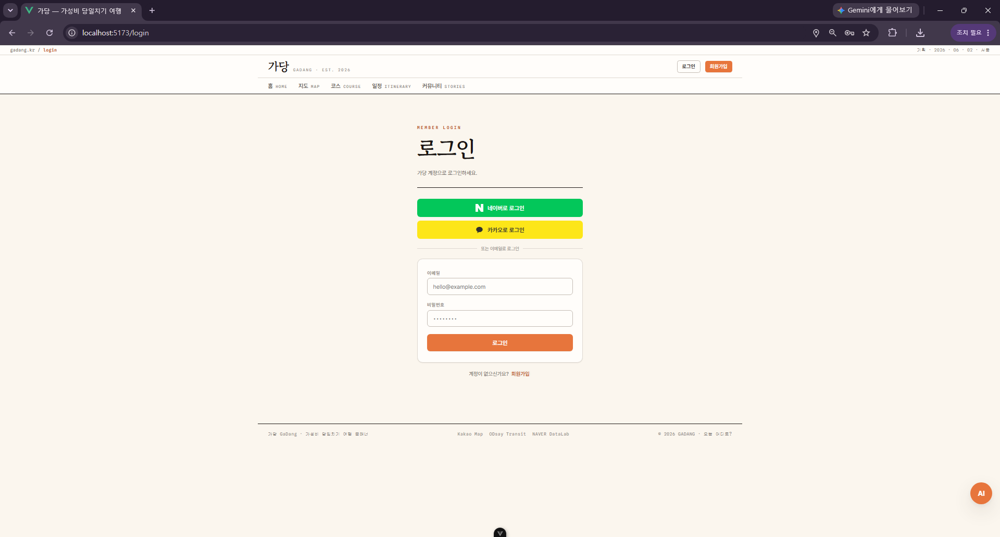 가당 — 가성비 당일치기 여행
Gemini에게 물어보기
localhost:5173/login
조치 필요
gadang.kr / login
기획 · 2026 · 06 · 02 · 서울
가당 GADANG · EST. 2026
로그인
회원가입
홈 HOME 지도 MAP 코스 COURSE 일정 ITINERARY 커뮤니티 STORIES
MEMBER LOGIN
로그인
가당 계정으로 로그인하세요.
N 네이버로 로그인
카카오로 로그인
또는 이메일로 로그인
이메일
hello@example.com
비밀번호
••••••••
로그인
계정이 없으신가요? 회원가입
가당 GaDang · 가성비 당일치기 여행 플래너
Kakao Map ODsay Transit NAVER DataLab
© 2026 GADANG · 오늘 어디로?
AI